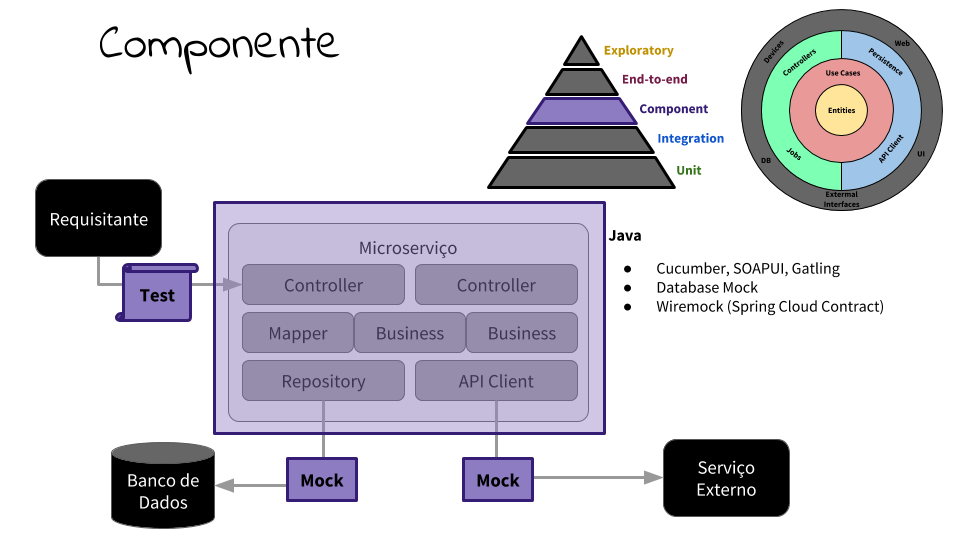 Componente
Exploratory
End-to-end
Component
Integration
Unit
Devices
Web
Controllers
Persistence
Use Cases
Entities
Jobs
API Client
DB
UI
External
Interfaces
Requisitante
Test
Microserviço
Controller
Controller
Mapper
Business
Business
Repository
API Client
Java
● Cucumber, SOAPUI, Gatling
● Database Mock
● Wiremock (Spring Cloud Contract)
Banco de
Dados
Mock
Mock
Serviço
Externo